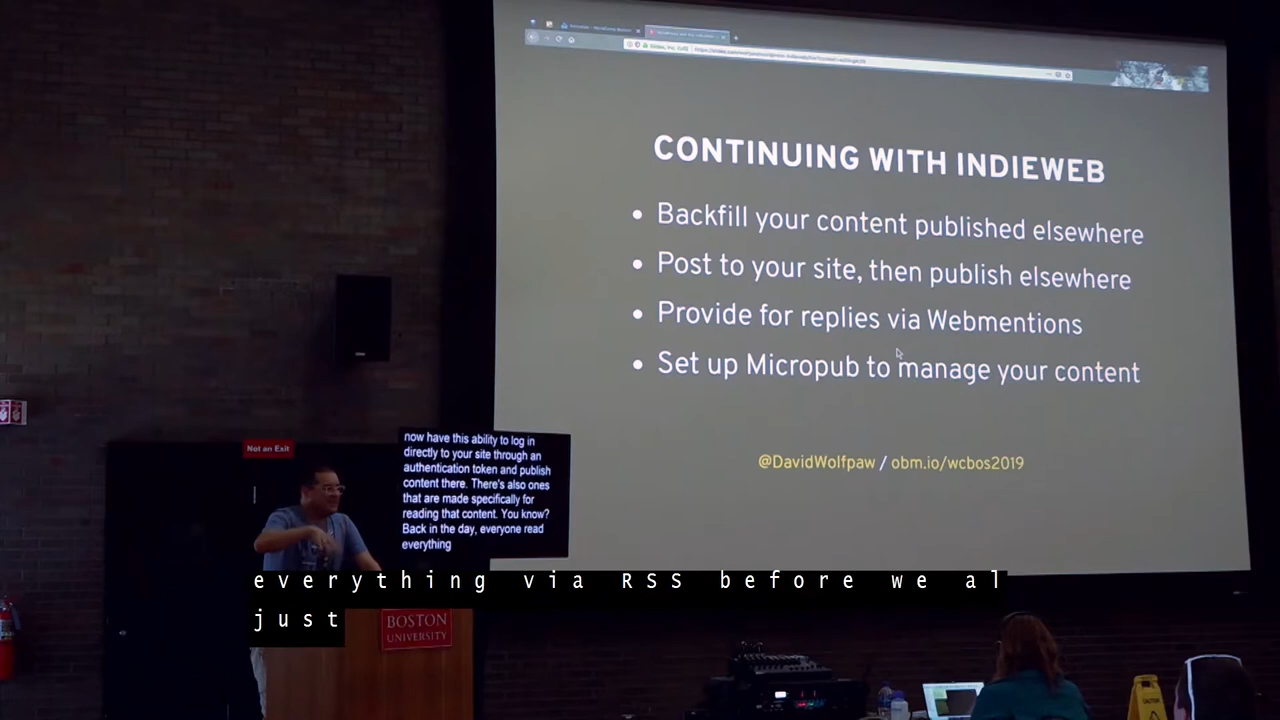 CONTINUING WITH INDIEWEB
• Backfill your content published elsewhere
• Post to your site, then publish elsewhere
• Provide for replies via Webmentions
• Set up Micropub to manage your content
@DavidWolfpaw / obm.io/wcbos2019
Not an Exit
now have this ability to log in
directly to your site through an
authentication token and publish
content there. There's also ones
that are made specifically for
reading that content. You know?
Back in the day, everyone read
everything
everything via RSS before we al
just
BOSTON
UNIVERSITY
CAUTION